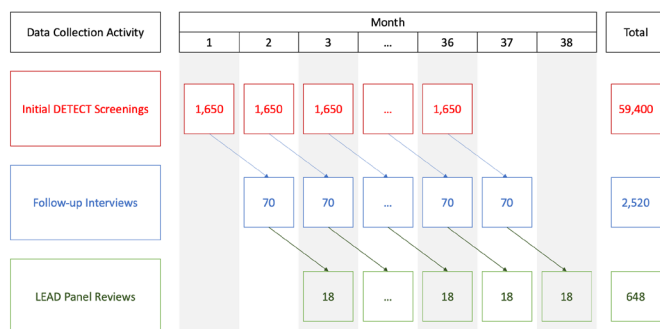 Data Collection Activity
Month
Total
1 2 3 ... 36 37 38
Initial DETECT Screenings 1,650 1,650 1,650 ... 1,650 59,400
Follow-up Interviews 70 70 ... 70 70 2,520
LEAD Panel Reviews 18 ... 18 18 18 648